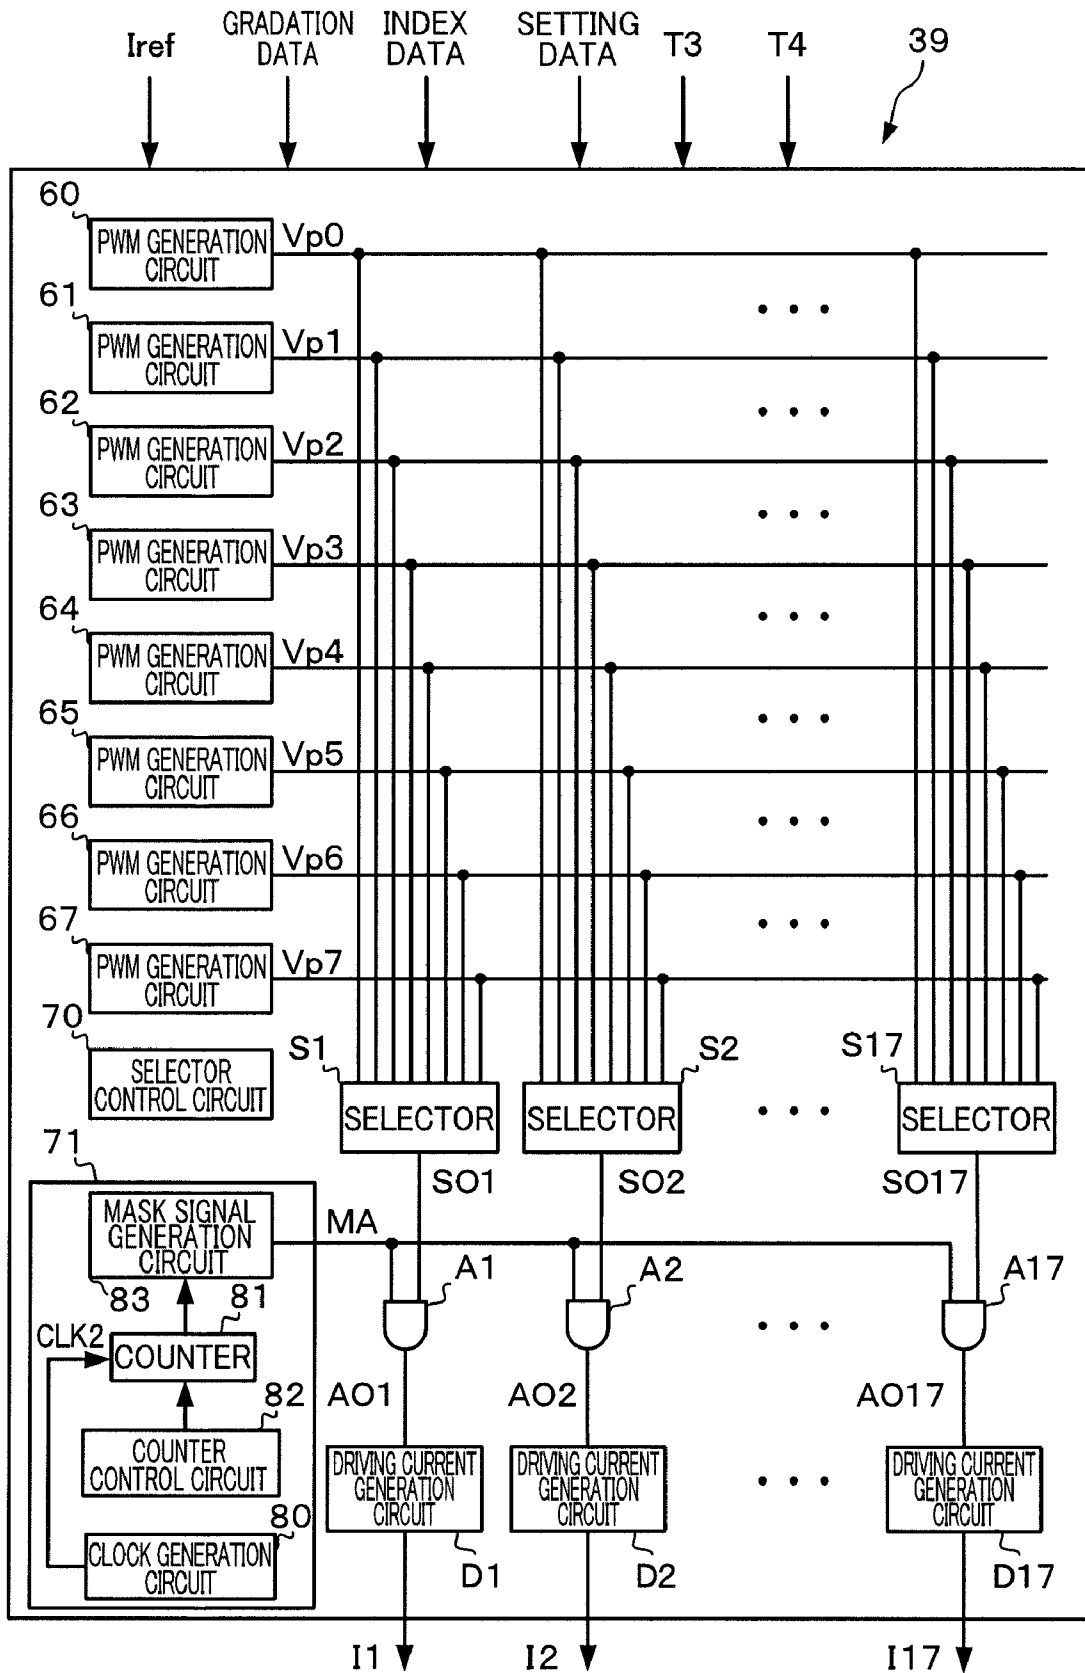 Iref
GRADATION
DATA
INDEX
DATA
SETTING
DATA
T3
T4
39
60
PWM GENERATION
CIRCUIT
Vp0
61
PWM GENERATION
CIRCUIT
Vp1
62
PWM GENERATION
CIRCUIT
Vp2
63
PWM GENERATION
CIRCUIT
Vp3
64
PWM GENERATION
CIRCUIT
Vp4
65
PWM GENERATION
CIRCUIT
Vp5
66
PWM GENERATION
CIRCUIT
Vp6
67
PWM GENERATION
CIRCUIT
Vp7
70
SELECTOR
CONTROL CIRCUIT
S1
SELECTOR
S2
SELECTOR
S17
SELECTOR
SO1
SO2
SO17
71
MASK SIGNAL
GENERATION
CIRCUIT
83
MA
A1
A2
A17
81
CLK2
COUNTER
82
COUNTER
CONTROL CIRCUIT
80
CLOCK GENERATION
CIRCUIT
AO1
AO2
AO17
DRIVING CURRENT
GENERATION
CIRCUIT
D1
DRIVING CURRENT
GENERATION
CIRCUIT
D2
DRIVING CURRENT
GENERATION
CIRCUIT
D17
I1
I2
I17